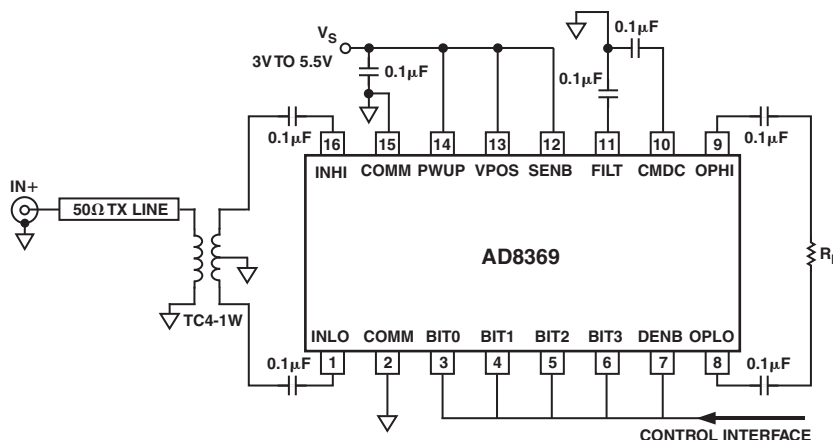 VS
3V TO 5.5V
0.1µF
0.1µF
0.1µF
0.1µF
0.1µF
16 15 14 13 12 11 10 9
INHI COMM PWUP VPOS SENB FILT CMDC OPHI
IN+
50Ω TX LINE
AD8369
TC4-1W
INLO COMM BIT0 BIT1 BIT2 BIT3 DENB OPLO
1 2 3 4 5 6 7 8
0.1µF
0.1µF
CONTROL INTERFACE